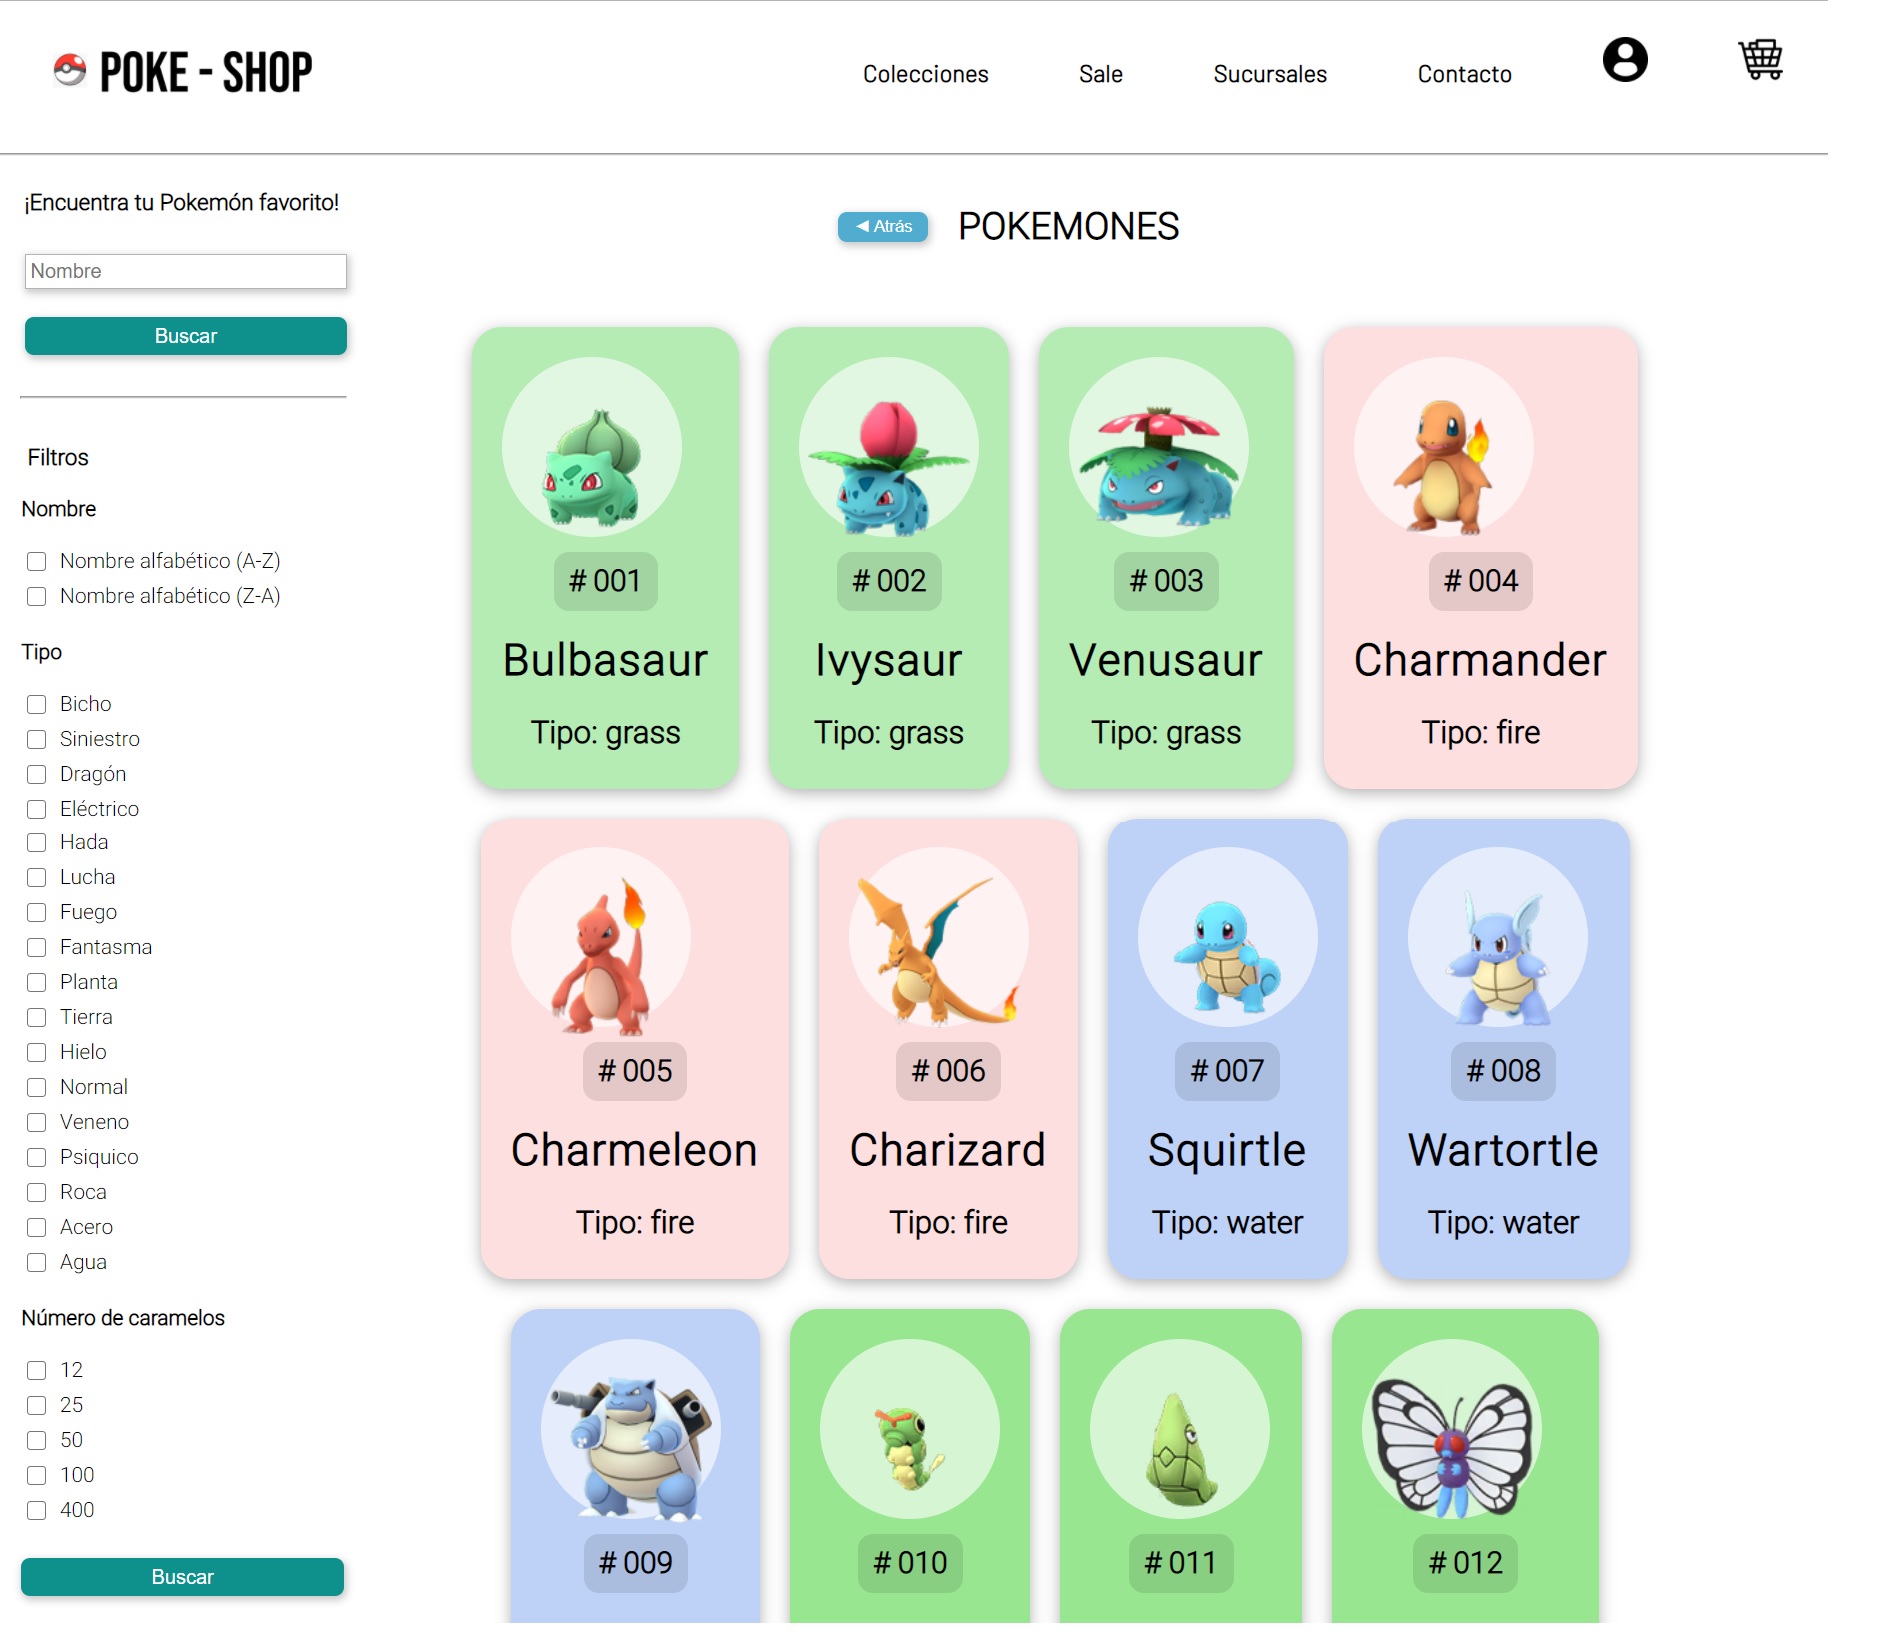 POKE - SHOP
Colecciones
Sale
Sucursales
Contacto
¡Encuentra tu Pokemón favorito!
Nombre
Buscar
Filtros
Nombre
Nombre alfabético (A-Z)
Nombre alfabético (Z-A)
Tipo
Bicho
Siniestro
Dragón
Eléctrico
Hada
Lucha
Fuego
Fantasma
Planta
Tierra
Hielo
Normal
Veneno
Psiquico
Roca
Acero
Agua
Número de caramelos
12
25
50
100
400
Buscar
◄ Atrás
POKEMONES
# 001
Bulbasaur
Tipo: grass
# 002
Ivysaur
Tipo: grass
# 003
Venusaur
Tipo: grass
# 004
Charmander
Tipo: fire
# 005
Charmeleon
Tipo: fire
# 006
Charizard
Tipo: fire
# 007
Squirtle
Tipo: water
# 008
Wartortle
Tipo: water
# 009
# 010
# 011
# 012